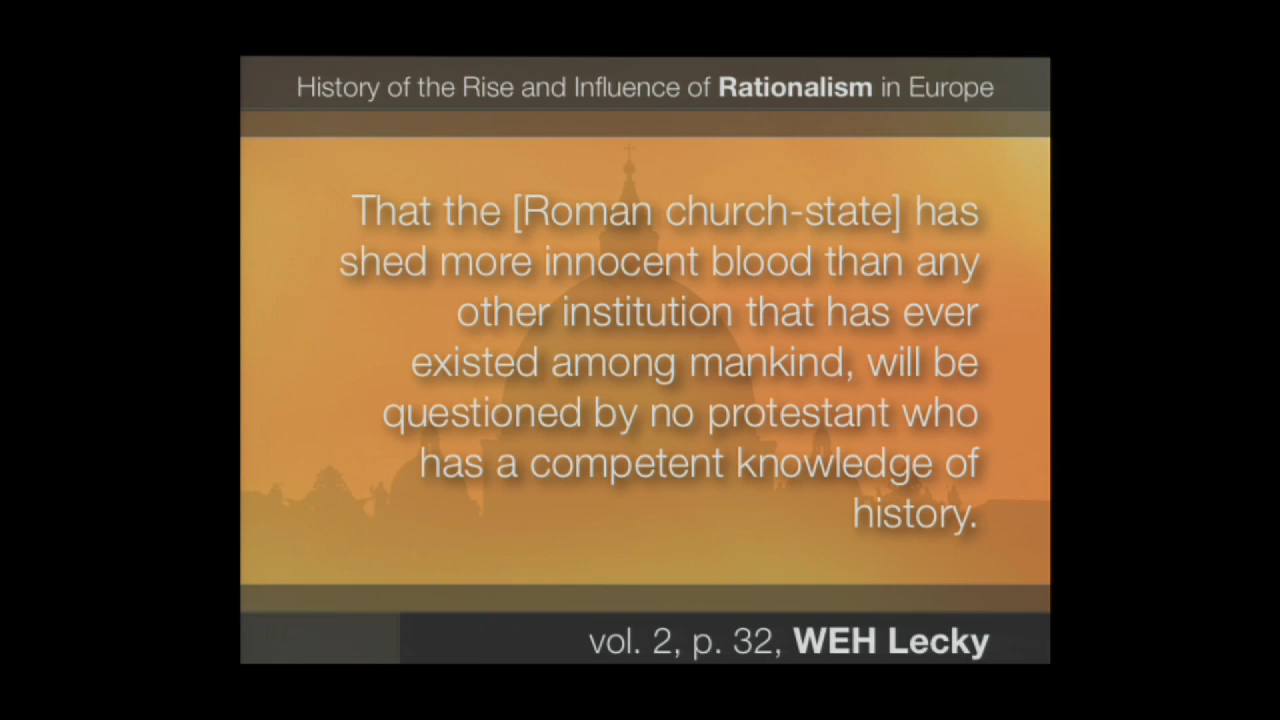 History of the Rise and Influence of Rationalism in Europe
That the [Roman church-state] has
shed more innocent blood than any
other institution that has ever
existed among mankind, will be
questioned by no protestant who
has a competent knowledge of
history.
vol. 2, p. 32, WEH Lecky